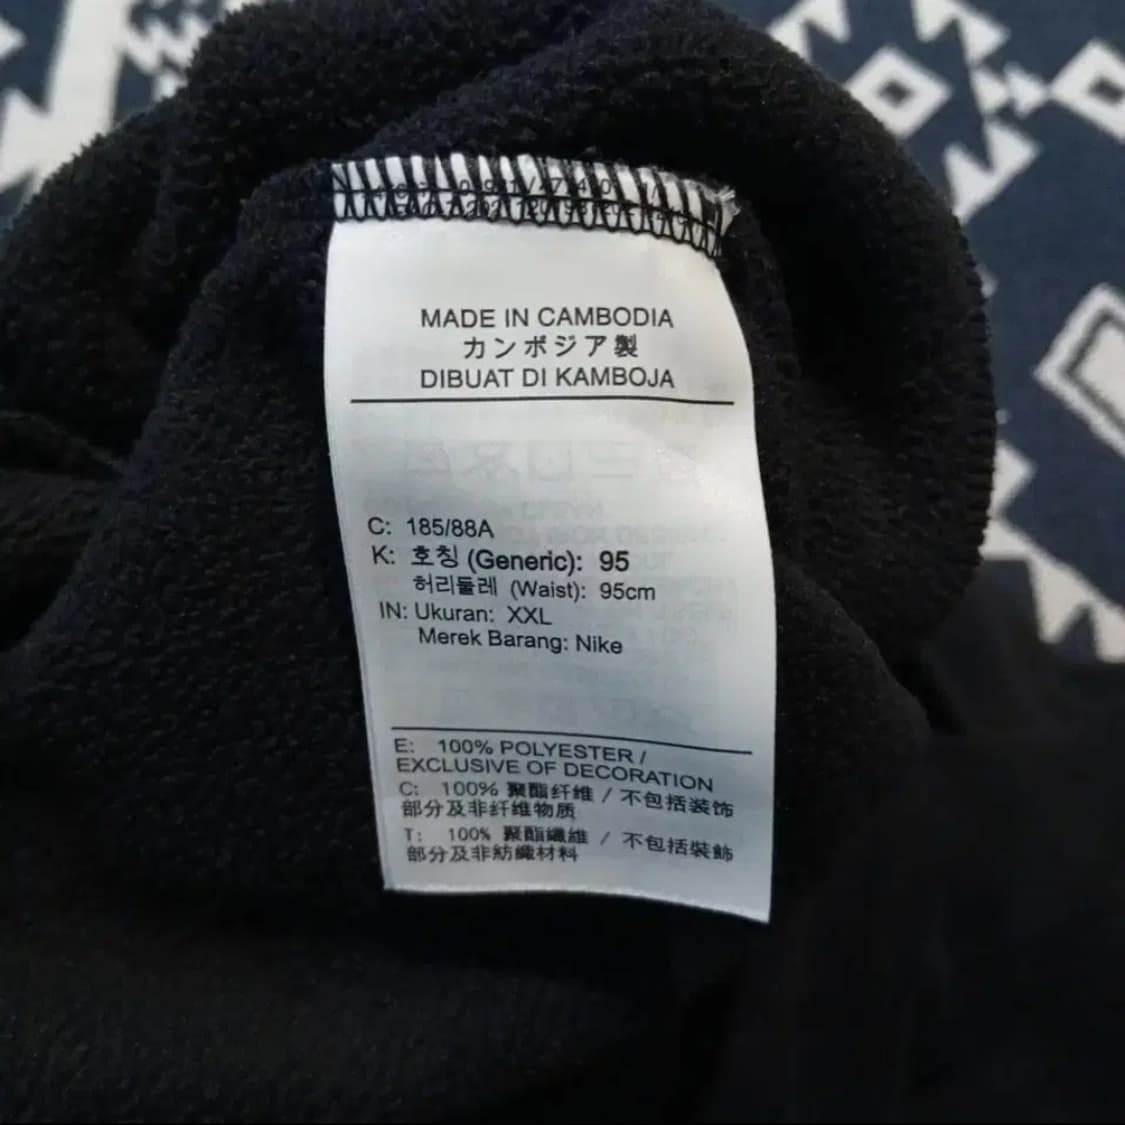 MADE IN CAMBODIA
カンボジア製
DIBUAT DI KAMBOJA
C: 185/88A
K: 호칭 (Generic): 95
허리둘레 (Waist): 95cm
IN: Ukuran: XXL
Merek Barang: Nike
E: 100% POLYESTER /
EXCLUSIVE OF DECORATION
C: 100% 聚酯纤维 / 不包括装饰
部分及非纤维物质
T: 100% 聚酯纖維 / 不包括裝飾
部分及非紡織材料